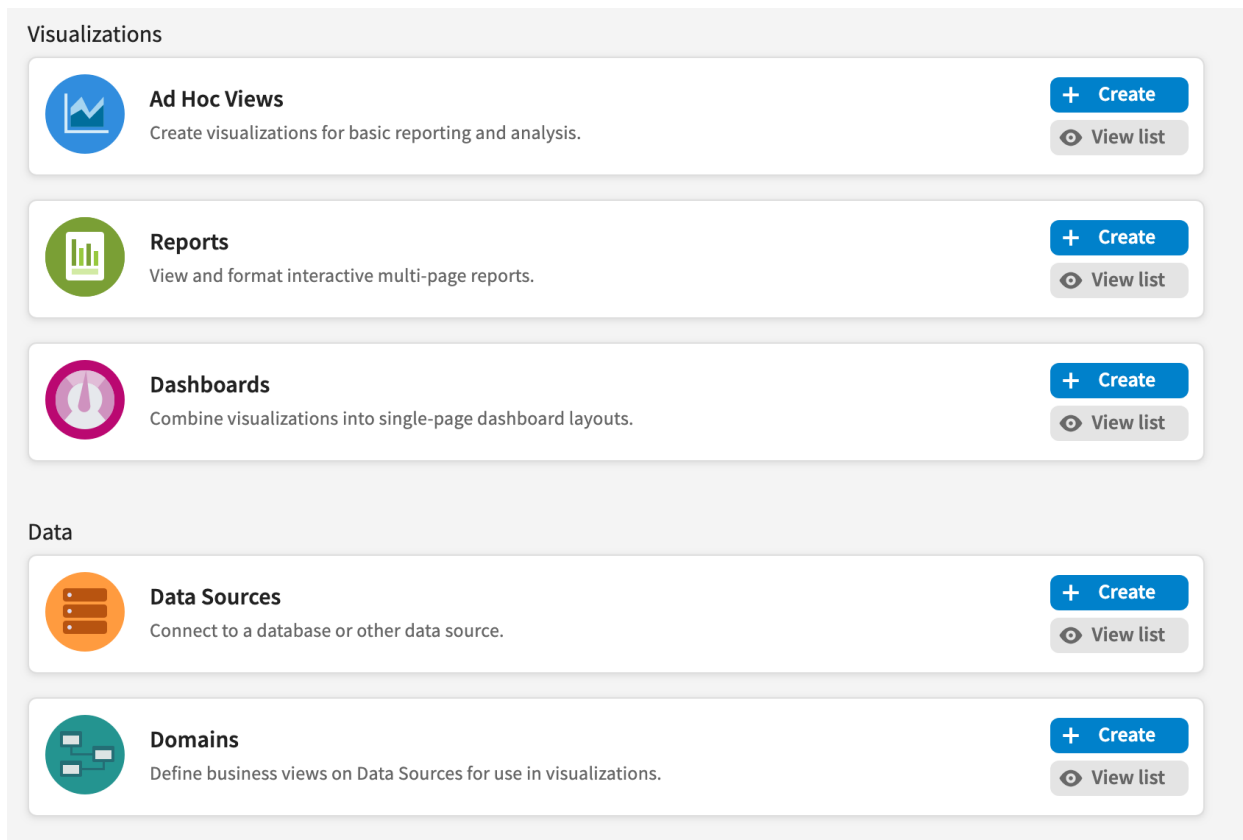 Visualizations
Ad Hoc Views
Create visualizations for basic reporting and analysis.
+ Create
View list
Reports
View and format interactive multi-page reports.
+ Create
View list
Dashboards
Combine visualizations into single-page dashboard layouts.
+ Create
View list
Data
Data Sources
Connect to a database or other data source.
+ Create
View list
Domains
Define business views on Data Sources for use in visualizations.
+ Create
View list